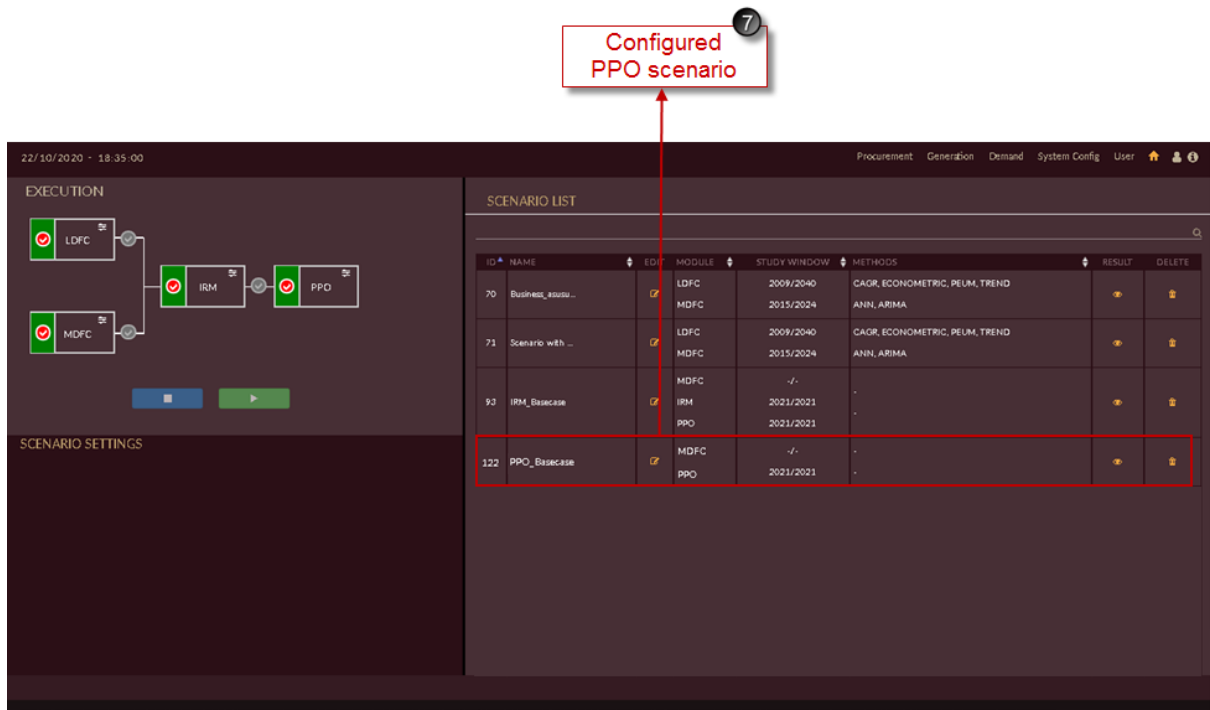 7
Configured
PPO scenario
22/10/2020 - 18:35:00
Procurement Generation Demand System Config User
EXECUTION
LDFC
IRM
PPO
MDFC
SCENARIO SETTINGS
SCENARIO LIST
ID NAME EDIT MODULE STUDY WINDOW METHODS RESULT DELETE
70 Business_asusu...
LDFC 2009/2040 CAGR, ECONOMETRIC, PEUM, TREND
MDFC 2015/2024 ANN, ARIMA
71 Scenario with ...
LDFC 2009/2040 CAGR, ECONOMETRIC, PEUM, TREND
MDFC 2015/2024 ANN, ARIMA
93 IRM_Basecase
MDFC -/- -
IRM 2021/2021 -
PPO 2021/2021
122 PPO_Basecase
MDFC -/- -
PPO 2021/2021 -